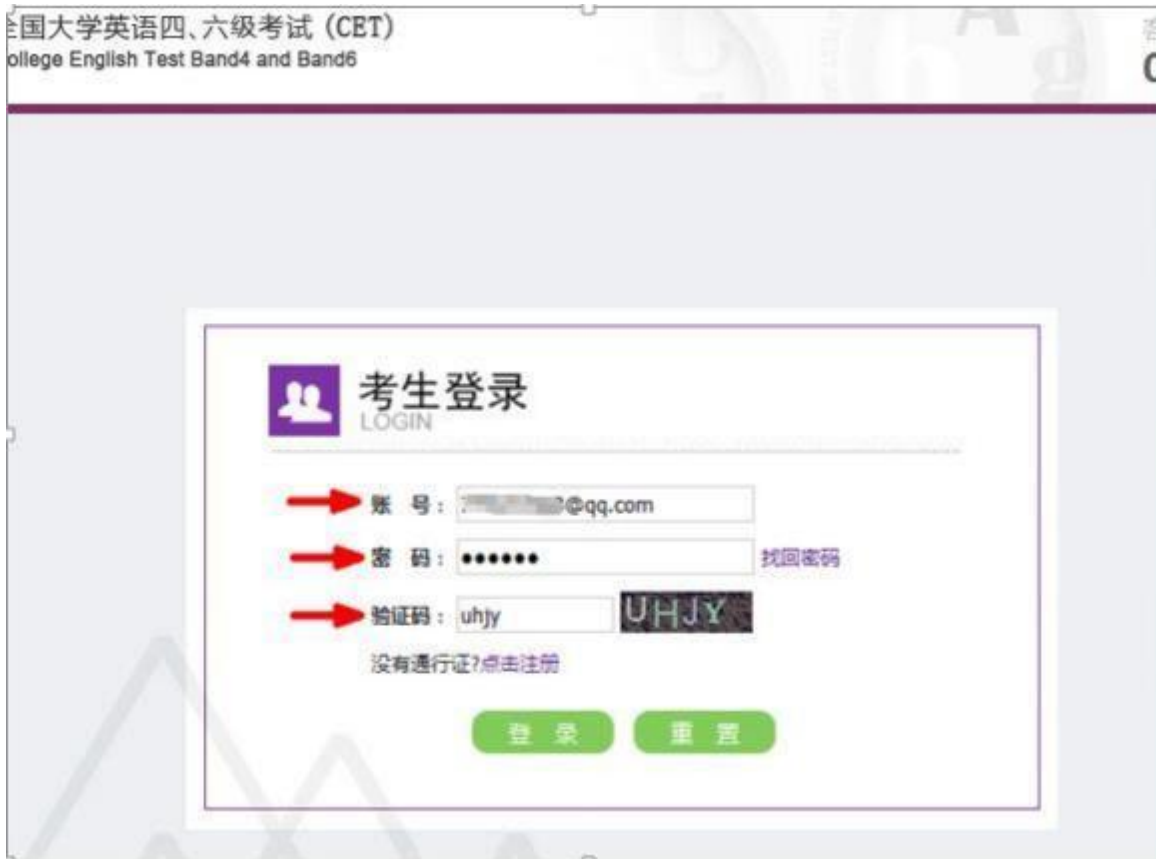 全国大学英语四、六级考试 (CET)
ollege English Test Band4 and Band6
考生登录
LOGIN
账 号： @qq.com
密 码： ●●●●●● 找回密码
验证码： uhjy UHJY
没有通行证?点击注册
登 录 重 置